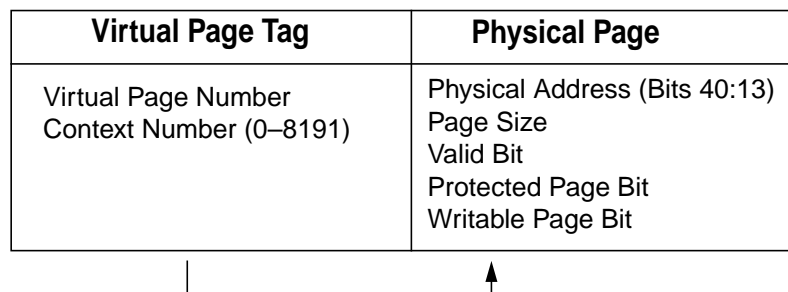 Virtual Page Tag
Physical Page
Virtual Page Number
Context Number (0–8191)
Physical Address (Bits 40:13)
Page Size
Valid Bit
Protected Page Bit
Writable Page Bit